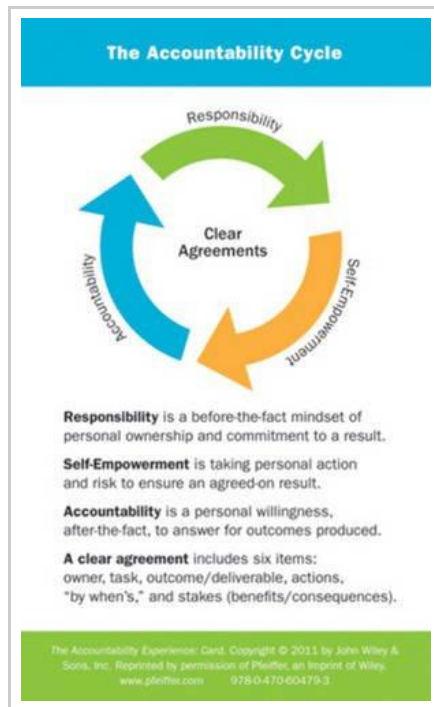 The Accountability Cycle
Responsibility
Clear
Agreements
Self-Empowerment
Accountability
Responsibility is a before-the-fact mindset of
personal ownership and commitment to a result.
Self-Empowerment is taking personal action
and risk to ensure an agreed-on result.
Accountability is a personal willingness,
after-the-fact, to answer for outcomes produced.
A clear agreement includes six items:
owner, task, outcome/deliverable, actions,
“by when’s,” and stakes (benefits/consequences).
The Accountability Experience: Card. Copyright © 2011 by John Wiley &
Sons, Inc. Reprinted by permission of Pfeiffer, an Imprint of Wiley.
www.pfeiffer.com 978-0-470-60479-3